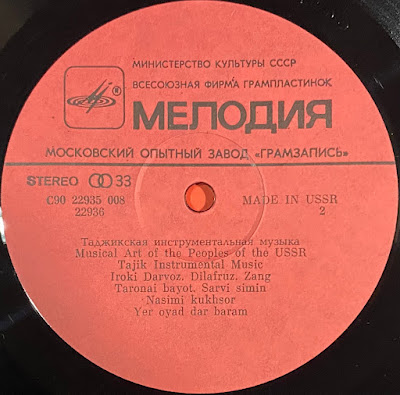 МИНИСТЕРСТВО КУЛЬТУРЫ СССР
ВСЕСОЮЗНАЯ ФИРМА ГРАМПЛАСТИНОК
МЕЛОДИЯ
МОСКОВСКИЙ ОПЫТНЫЙ ЗАВОД «ГРАМЗАПИСЬ»
STEREO 33
С90 22935 008 MADE IN USSR
22936 2
Таджикская инструментальная музыка
Musical Art of the Peoples of the USSR
Tajik Instrumental Music
Iroki Darvoz, Dilafruz, Zang
Taronai bayot, Sarvi simin
Nasimi kukhsor
Yer oyad dar baram